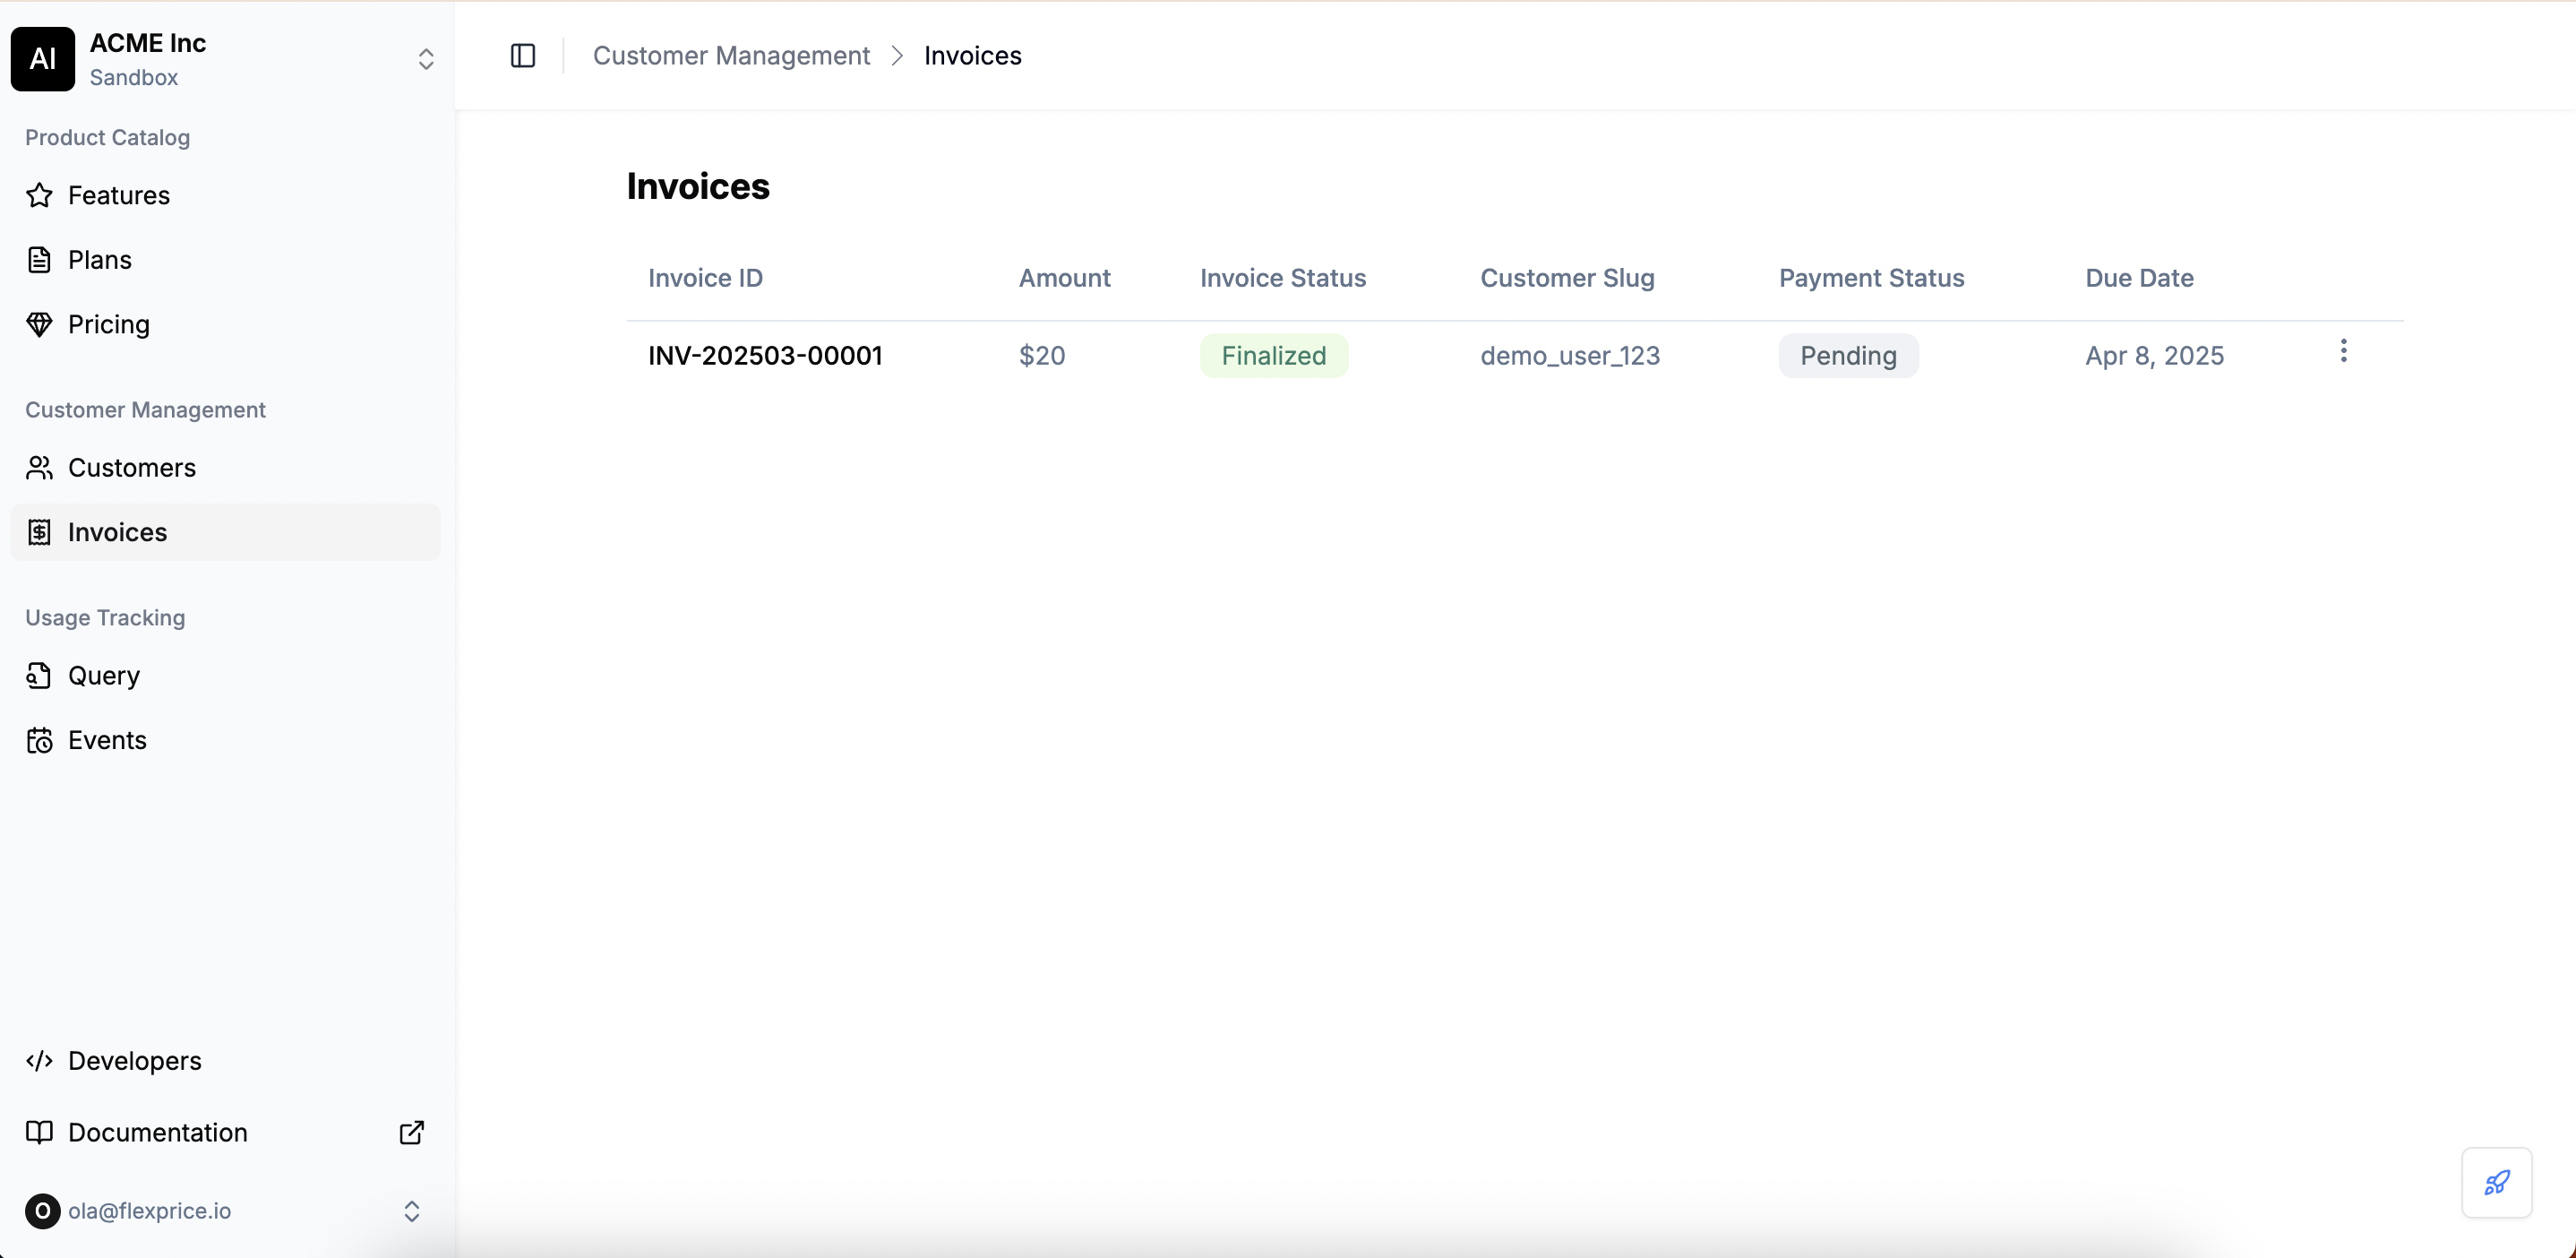 AI
ACME Inc
Sandbox
Product Catalog
Features
Plans
Pricing
Customer Management
Customers
Invoices
Usage Tracking
Query
Events
Developers
Documentation
O ola@flexprice.io
Customer Management Invoices
Invoices
Invoice ID Amount Invoice Status Customer Slug Payment Status Due Date
INV-202503-00001 $20 Finalized demo_user_123 Pending Apr 8, 2025